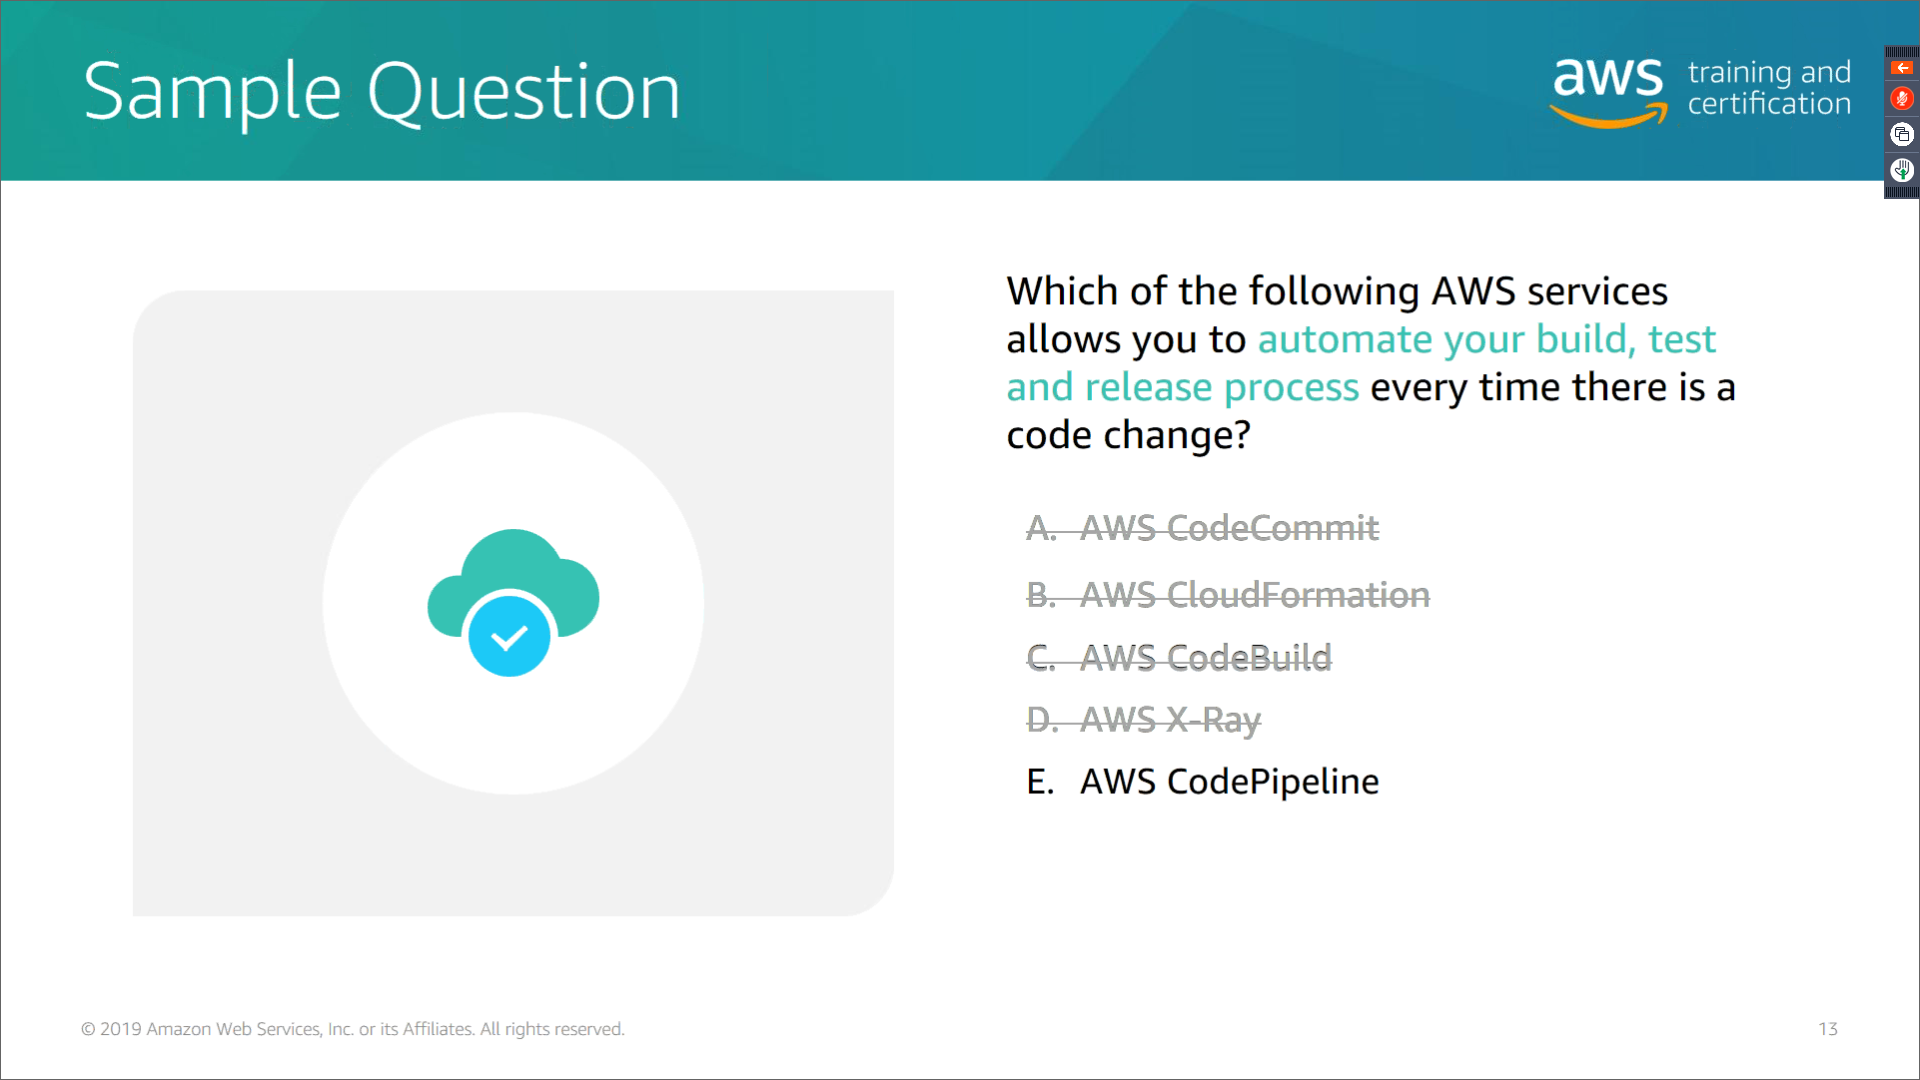 Sample Question
aws training and
certification
Which of the following AWS services
allows you to automate your build, test
and release process every time there is a
code change?
A. AWS CodeCommit
B. AWS CloudFormation
C. AWS CodeBuild
D. AWS X-Ray
E. AWS CodePipeline
© 2019 Amazon Web Services, Inc. or its Affiliates. All rights reserved.
13